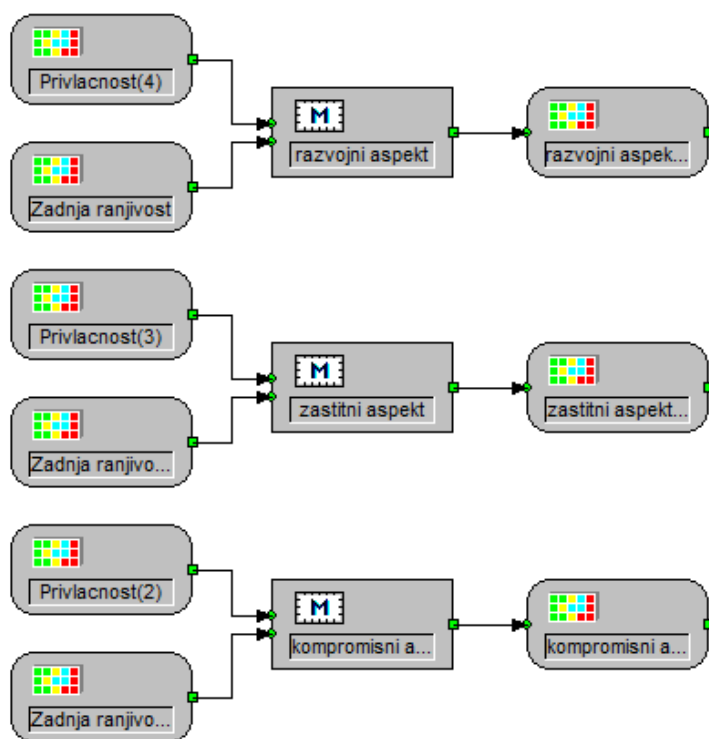 Privlacnost(4)
M
razvojni aspekt
razvojni aspek...
Zadnja ranjivost
Privlacnost(3)
M
zastitni aspekt
zastitni aspekt...
Zadnja ranjivo...
Privlacnost(2)
M
kompromisni a...
kompromisni a...
Zadnja ranjivo...